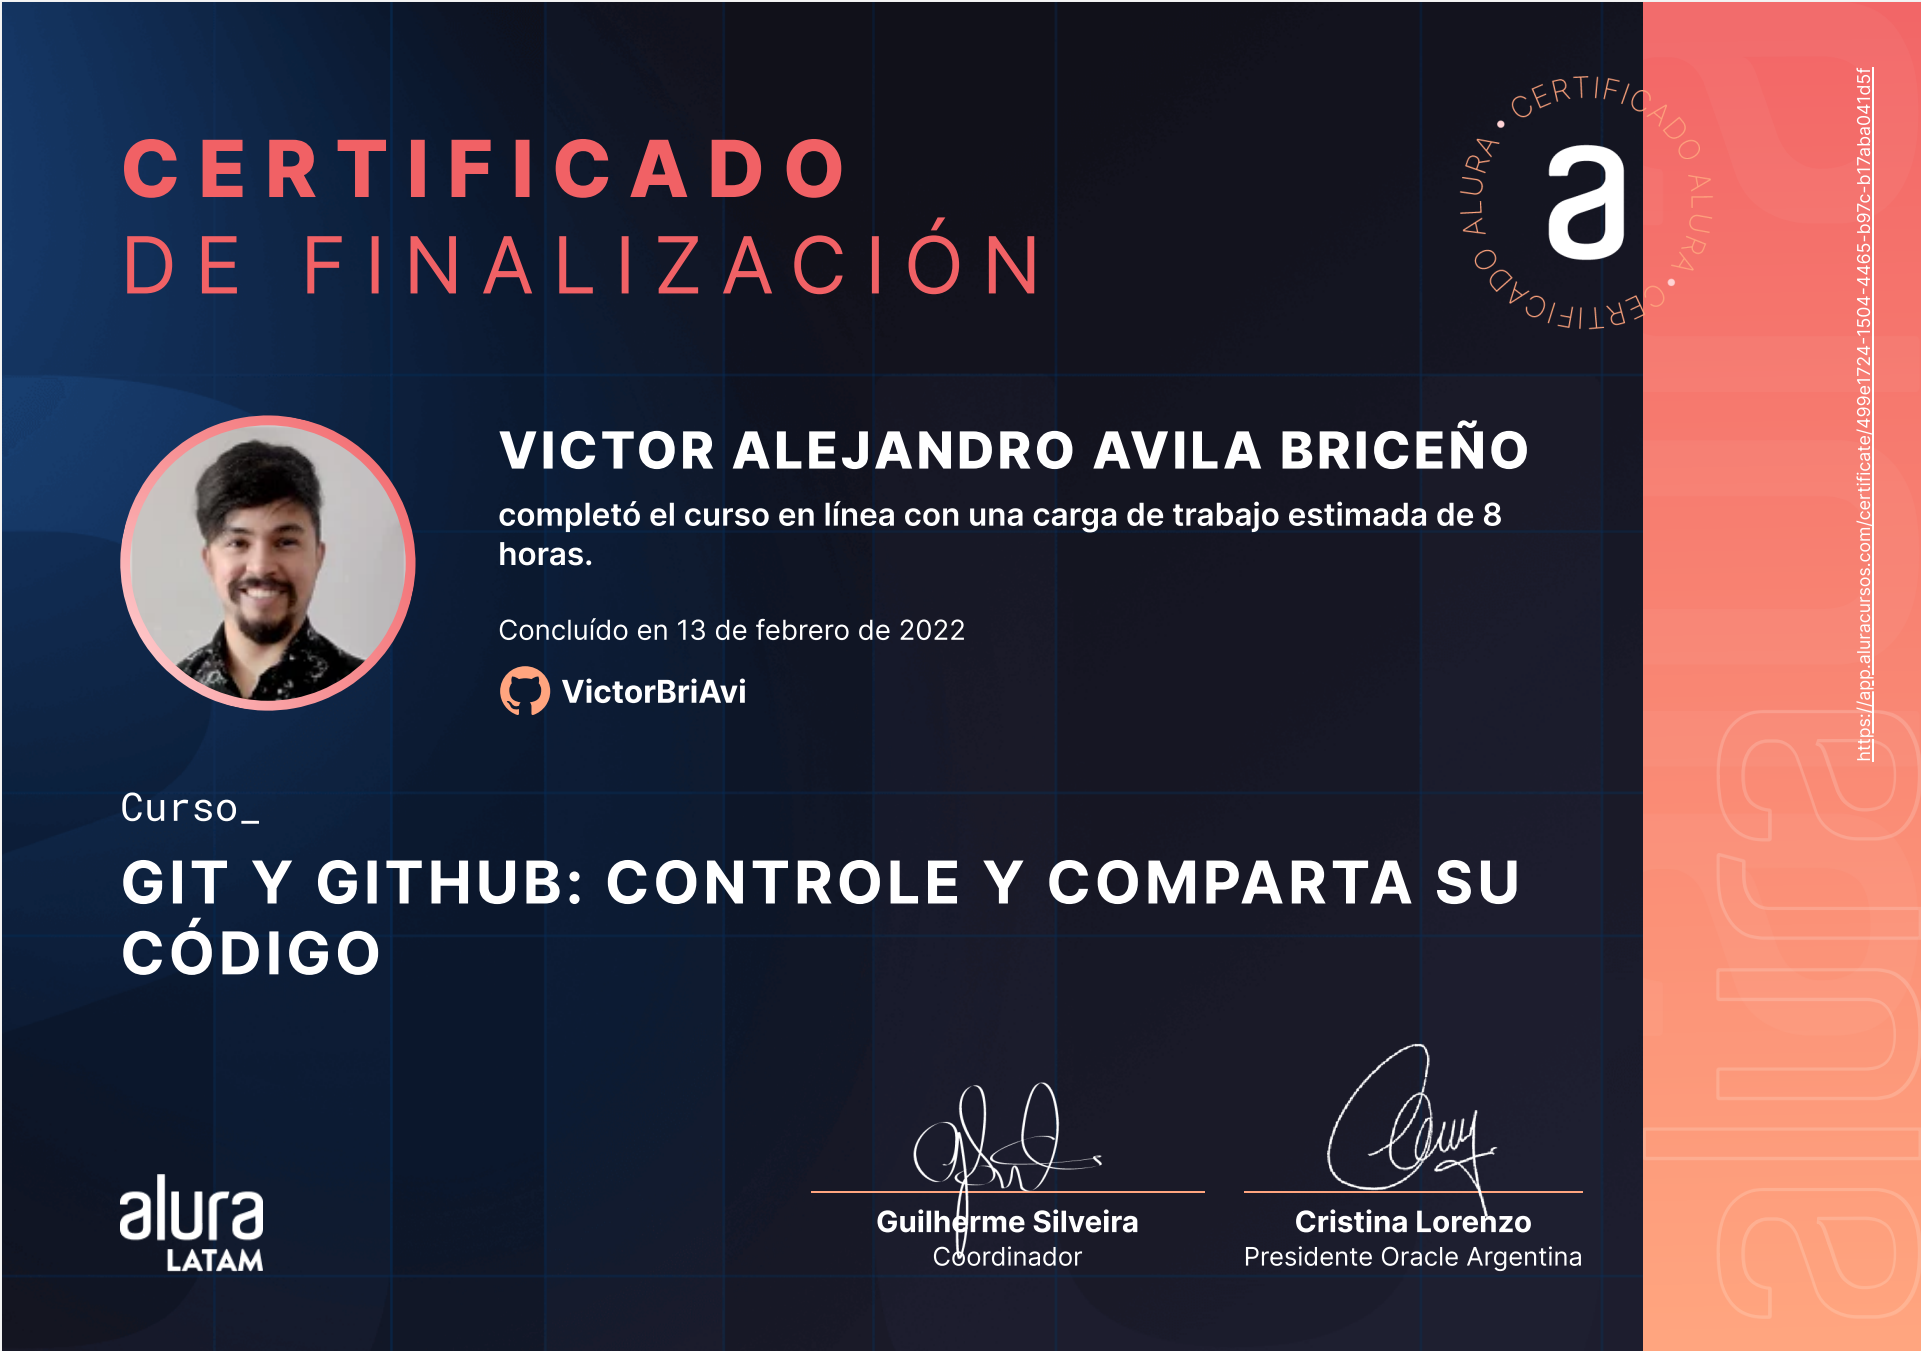 CERTIFICADO
DE FINALIZACIÓN
CERTIFICADO ALURA • CERTIFICADO ALURA •
a
VICTOR ALEJANDRO AVILA BRICEÑO
completó el curso en línea con una carga de trabajo estimada de 8
horas.
Concluído en 13 de febrero de 2022
VictorBriAvi
Curso_
GIT Y GITHUB: CONTROLE Y COMPARTA SU
CÓDIGO
alura
LATAM
Guilherme Silveira
Coordinador
Cristina Lorenzo
Presidente Oracle Argentina
https://app.aluracursos.com/certificate/499e1724-1504-4465-b97c-b17aba041d5f
alura